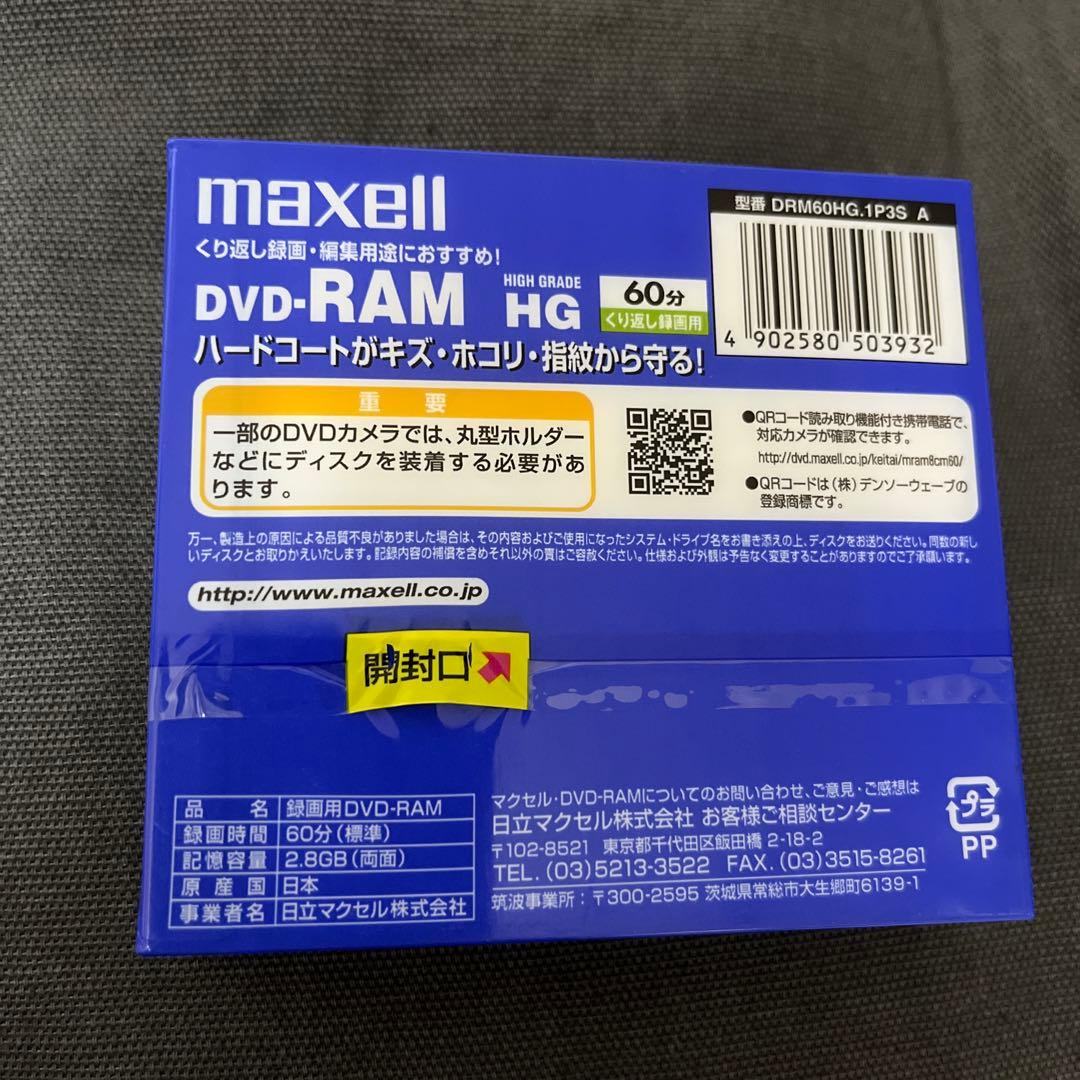 maxell
くり返し録画・編集用途におすすめ!
DVD-RAM HIGH GRADE HG
60分
くり返し録画用
ハードコートがキズ・ホコリ・指紋から守る!
型番 DRM60HG.1P3S A
4 902580 503932
重要
一部のDVDカメラでは、丸型ホルダー
などにディスクを装着する必要があ
ります。
●QRコード読み取り機能付き携帯電話で、
対応カメラが確認できます。
http://dvd.maxell.co.jp/keitai/mram8cm60/
●QRコードは(株)デンソーウェーブの
登録商標です。
万一、製造上の原因による品質不良がありました場合は、その内容およびご使用になったシステム・ドライブ名をお書き添えの上、ディスクをお送りください。同数の新し
いディスクとお取りかえいたします。記録内容の補償を含めそれ以外の責はご容赦ください。仕様および外観は予告なく変更することがありますのでご了承願います。
http://www.maxell.co.jp
開封口
品名 録画用DVD-RAM
録画時間 60分(標準)
記憶容量 2.8GB(両面)
原産国 日本
事業者名 日立マクセル株式会社
マクセル・DVD-RAMについてのお問い合わせ、ご意見・ご感想は
日立マクセル株式会社 お客様ご相談センター
〒102-8521 東京都千代田区飯田橋 2-18-2
TEL. (03)5213-3522 FAX. (03)3515-8261
筑波事業所：〒300-2595 茨城県常総市大生郷町6139-1
プラ
PP